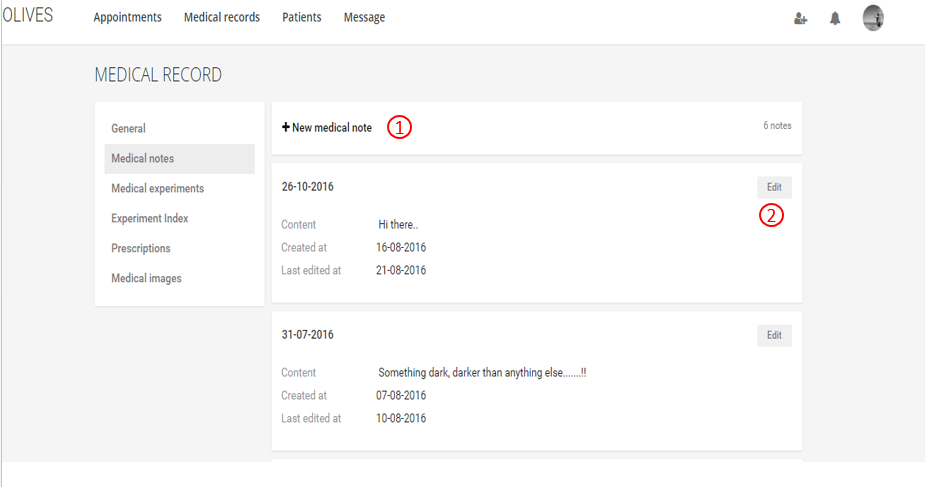 OLIVES Appointments Medical records Patients Message
MEDICAL RECORD
General
Medical notes
Medical experiments
Experiment Index
Prescriptions
Medical images
+ New medical note 1 6 notes
26-10-2016 Edit
2
Content Hi there..
Created at 16-08-2016
Last edited at 21-08-2016
31-07-2016 Edit
Content Something dark, darker than anything else.......!!
Created at 07-08-2016
Last edited at 10-08-2016